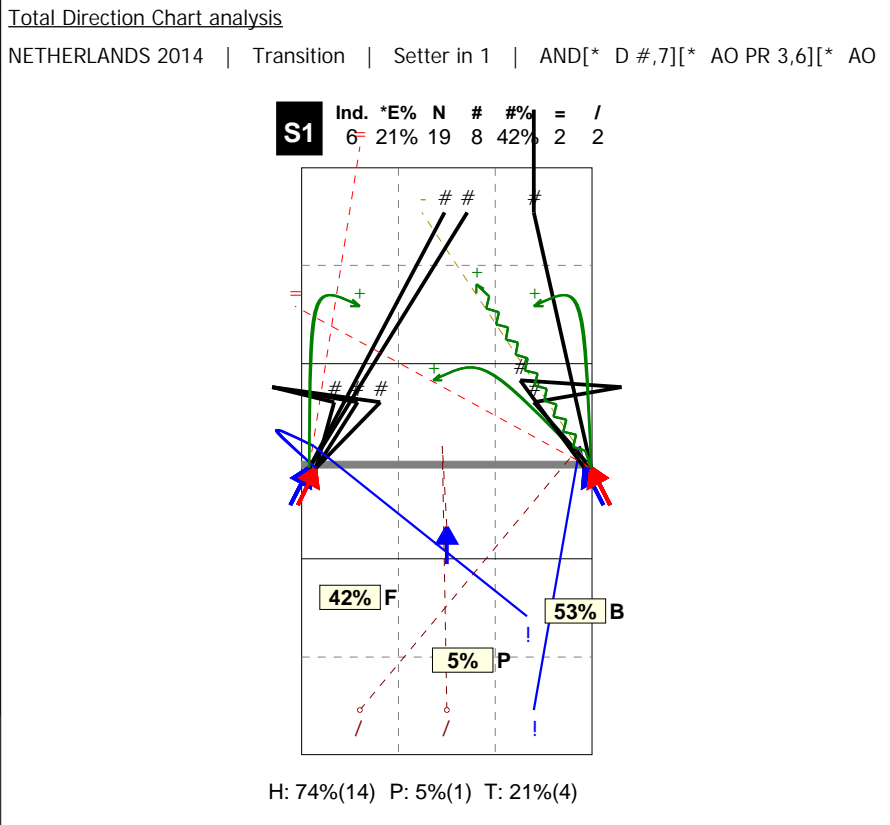 Total Direction Chart analysis
NETHERLANDS 2014 | Transition | Setter in 1 | AND[* D #,7][* AO PR 3,6][* AO
S1 Ind. *E% N # #% = /
6 21% 19 8 42% 2 2
=
- # # #
+
= + +
#
+
# # # #
42% F
53% B
!
5% P
/ / !
H: 74%(14) P: 5%(1) T: 21%(4)